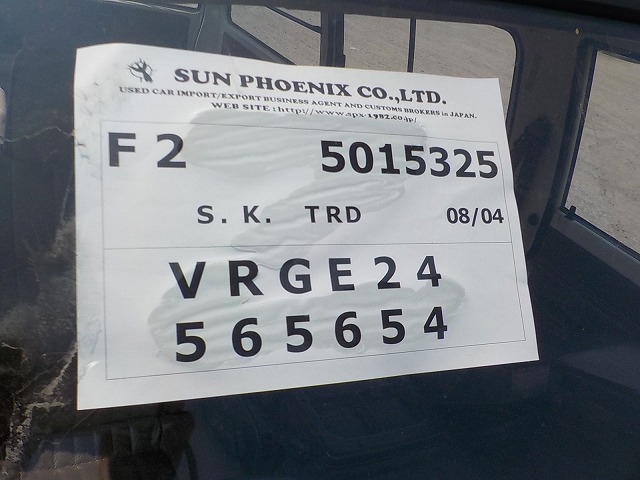 SUN PHOENIX CO.,LTD.
USED CAR IMPORT/EXPORT BUSINESS AGENT AND CUSTOMS BROKERS in JAPAN.
WEB SITE :http://www.spx-1982.co.jp/
F 2 5015325
S. K. TRD 08/04
VRGE24
565654